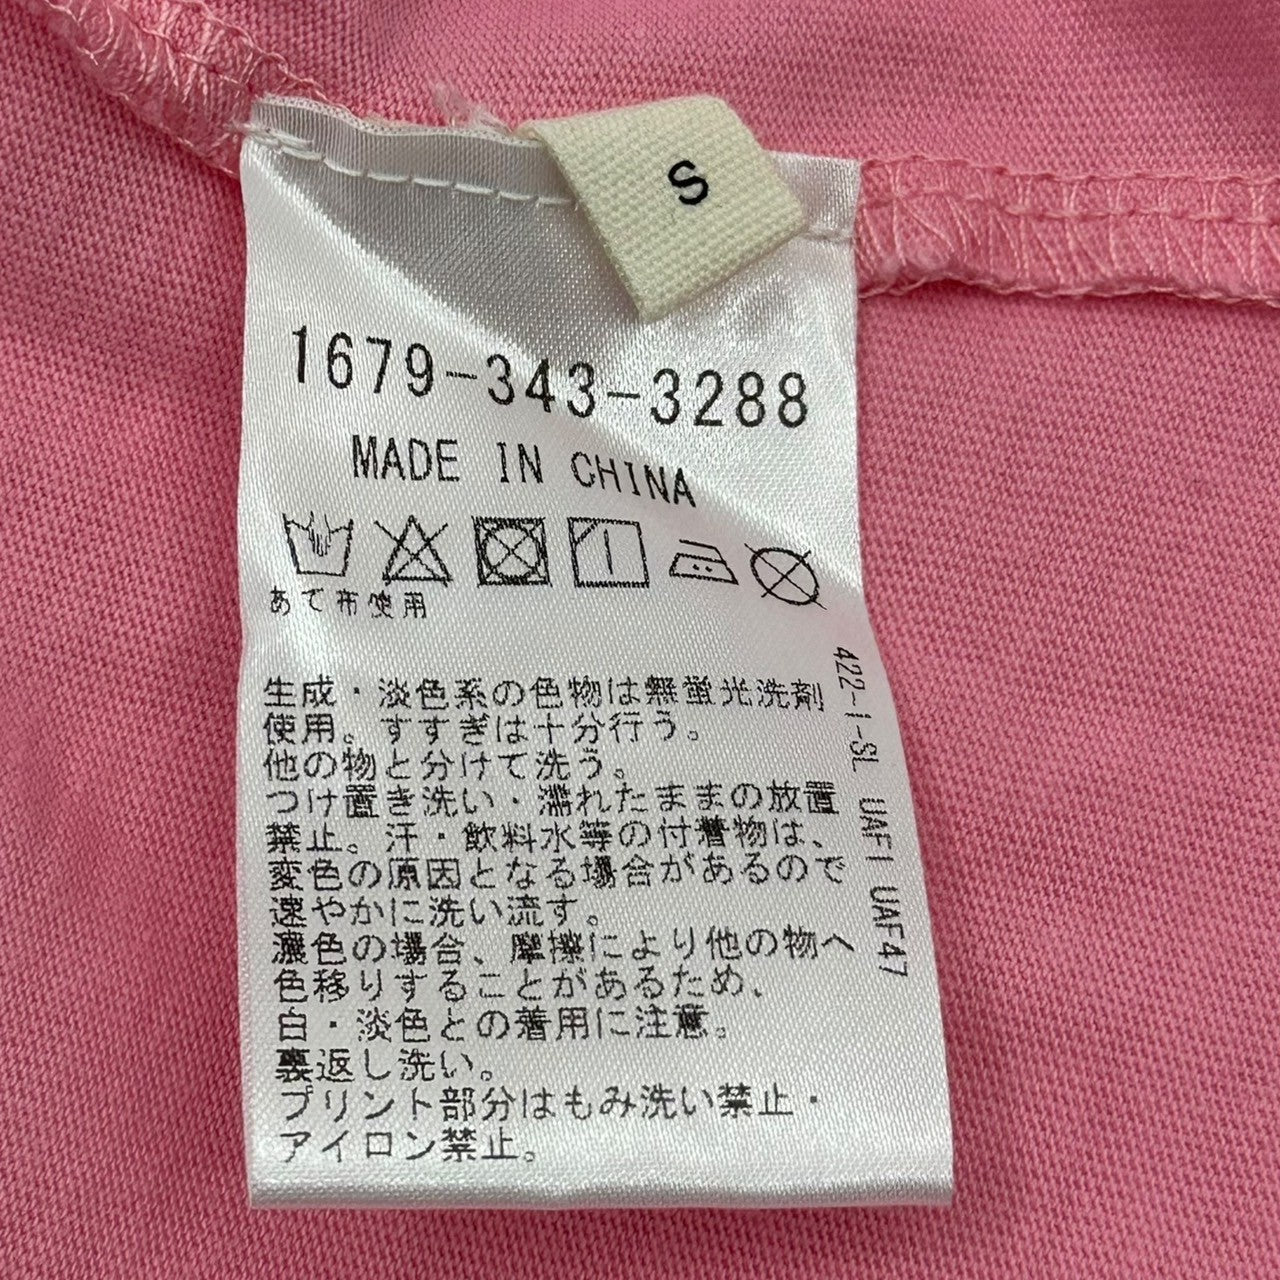 S
1679-343-3288
MADE IN CHINA
あて布使用
生成・淡色系の色物は無蛍光洗剤
使用。すすぎは十分行う。
他の物と分けて洗う。
つけ置き洗い・濡れたままの放置
禁止。汗・飲料水等の付着物は、
変色の原因となる場合があるので
速やかに洗い流す。
濃色の場合、摩擦により他の物へ
色移りすることがあるため、
白・淡色との着用に注意。
裏返し洗い。
プリント部分はもみ洗い禁止・
アイロン禁止。
422-1-SL UAF1 UAF47